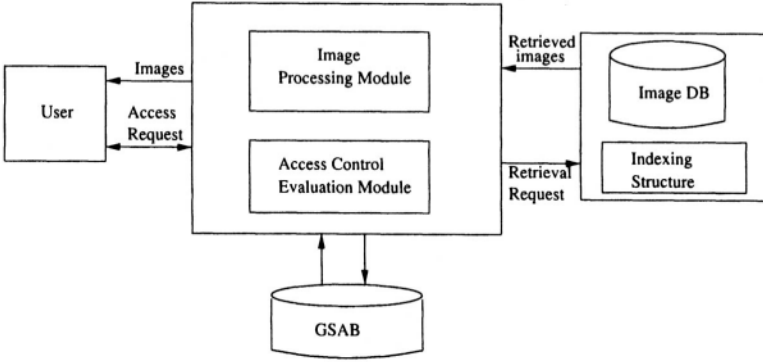 User
Images
Access
Request
Image
Processing Module
Access Control
Evaluation Module
Retrieved
images
Retrieval
Request
Image DB
Indexing
Structure
GSAB